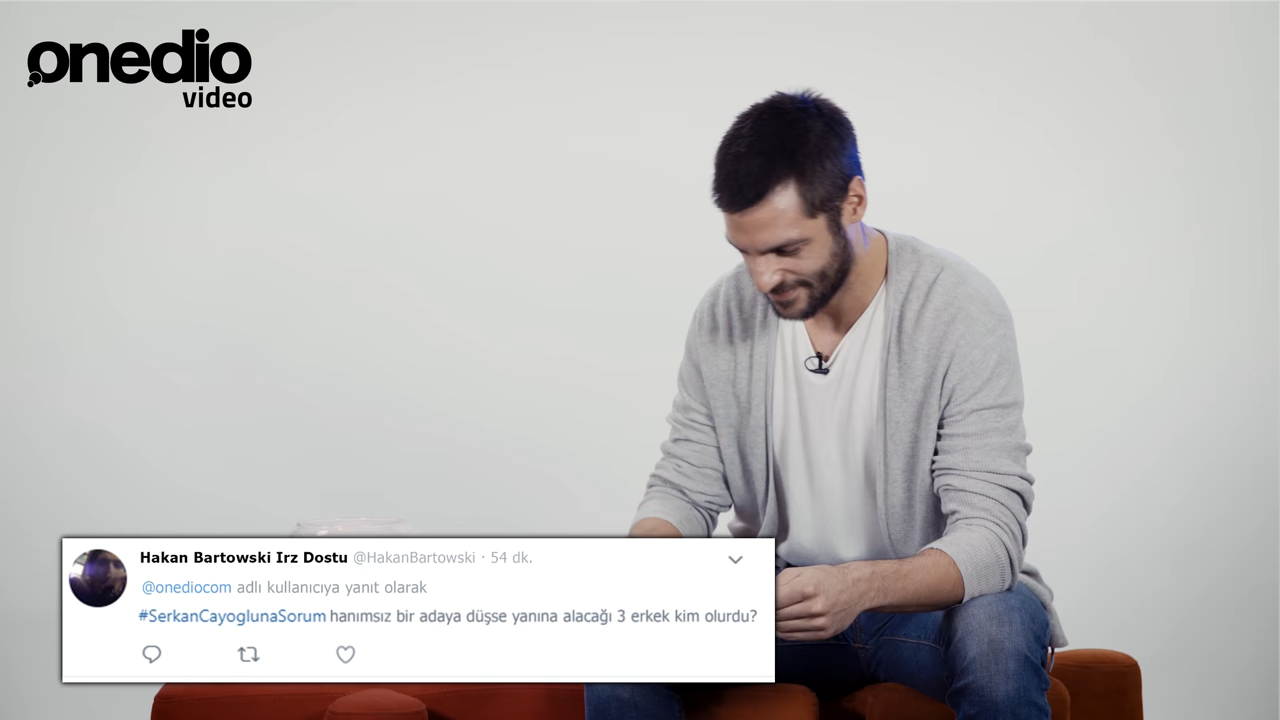 onedio
video
Hakan Bartowski Irz Dostu @HakanBartowski · 54 dk.
@onediocom adlı kullanıcıya yanıt olarak
#SerkanCayoglunaSorum hanımsız bir adaya düşse yanına alacağı 3 erkek kim olurdu?